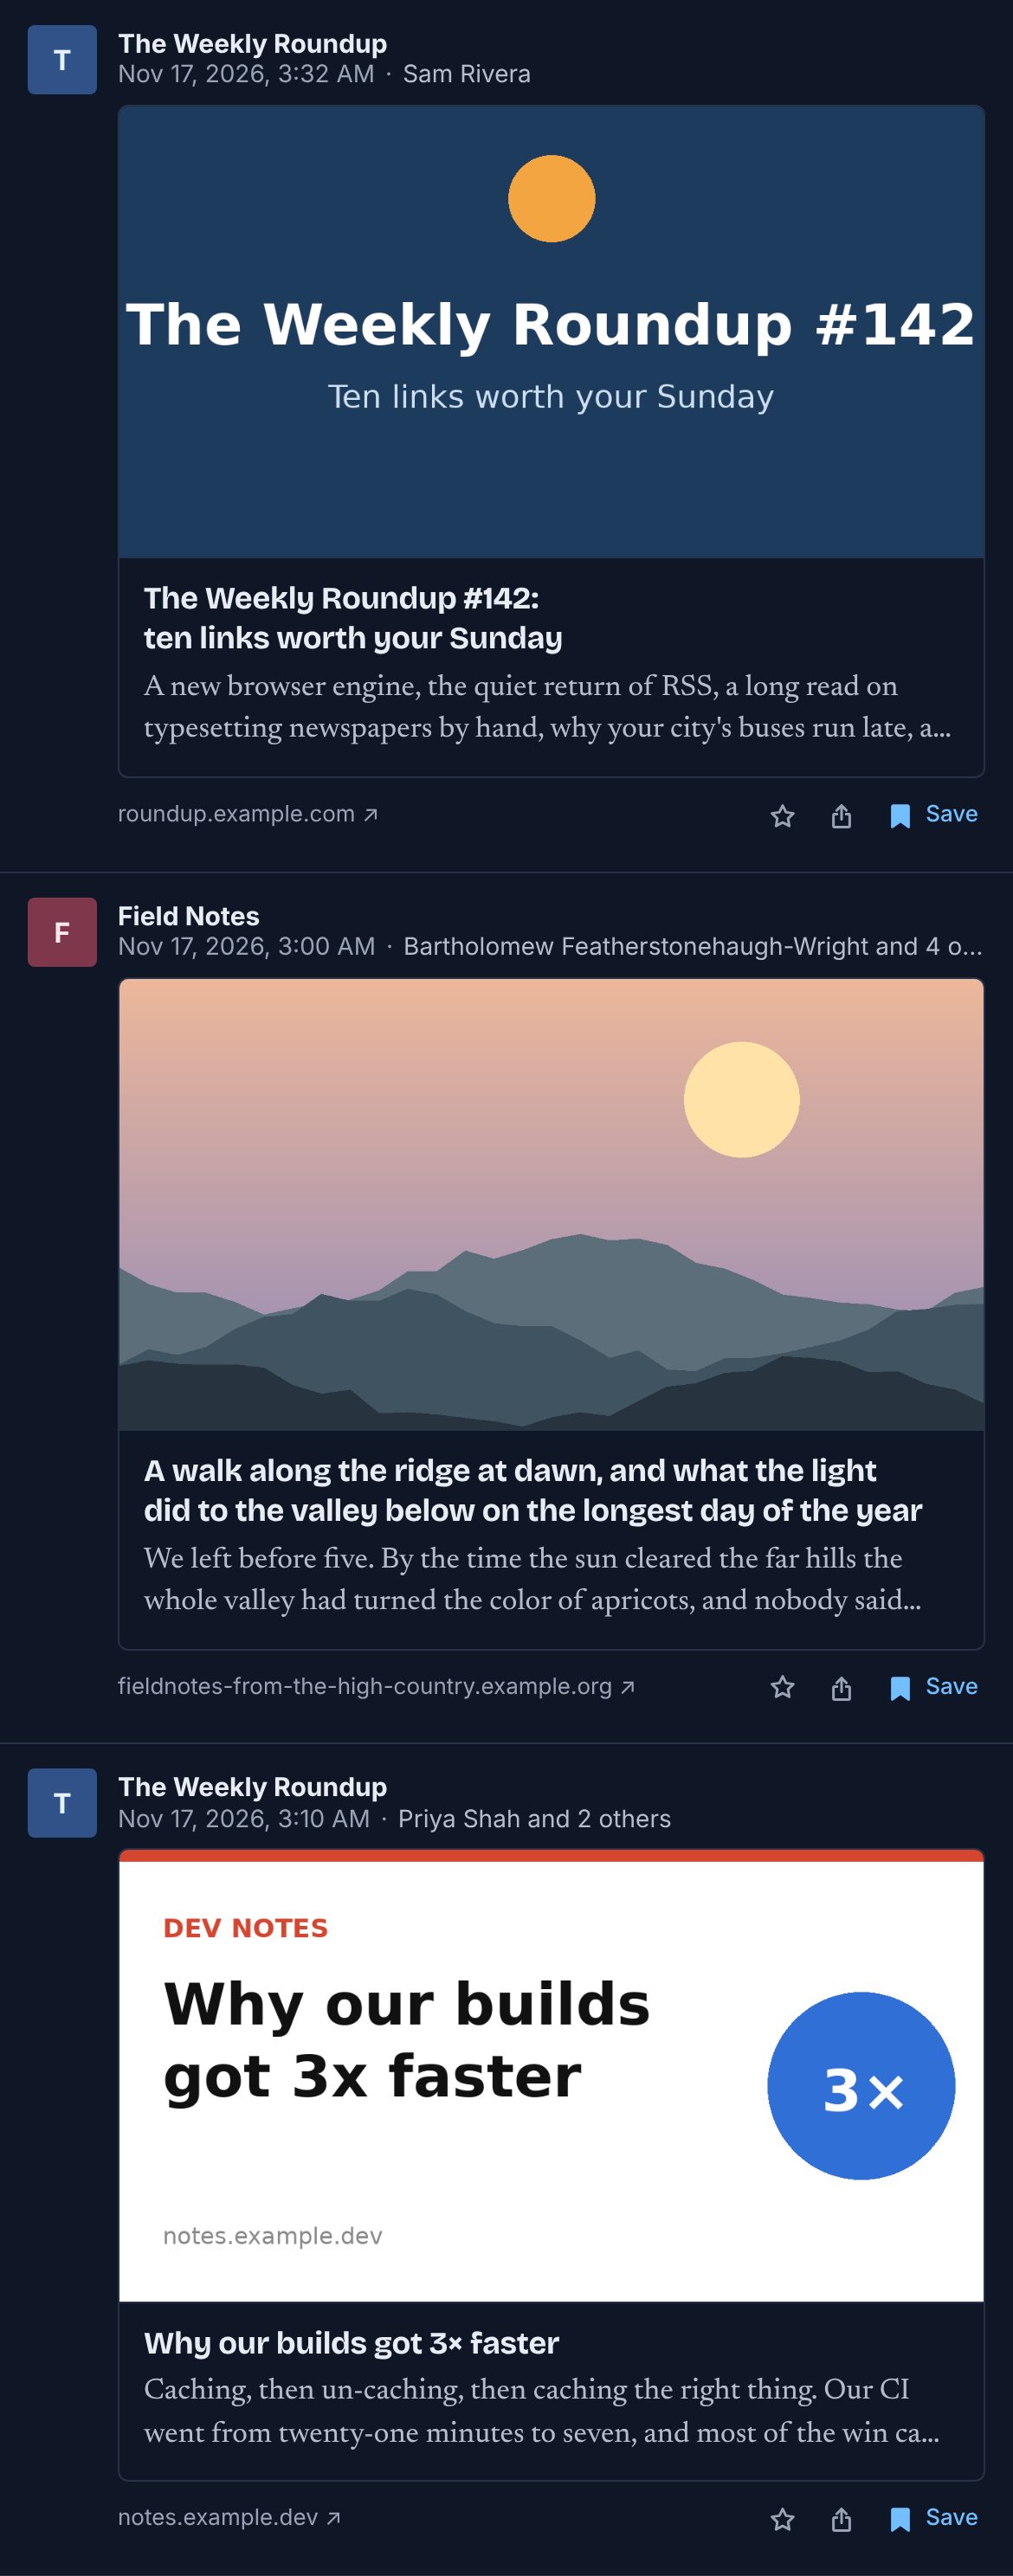 T
The Weekly Roundup
Nov 17, 2026, 3:32 AM · Sam Rivera
The Weekly Roundup #142
Ten links worth your Sunday
The Weekly Roundup #142:
ten links worth your Sunday
A new browser engine, the quiet return of RSS, a long read on
typesetting newspapers by hand, why your city's buses run late, a...
roundup.example.com ↗
Save
F
Field Notes
Nov 17, 2026, 3:00 AM · Bartholomew Featherstonehaugh-Wright and 4 o...
A walk along the ridge at dawn, and what the light
did to the valley below on the longest day of the year
We left before five. By the time the sun cleared the far hills the
whole valley had turned the color of apricots, and nobody said...
fieldnotes-from-the-high-country.example.org ↗
Save
T
The Weekly Roundup
Nov 17, 2026, 3:10 AM · Priya Shah and 2 others
DEV NOTES
Why our builds
got 3x faster
3×
notes.example.dev
Why our builds got 3× faster
Caching, then un-caching, then caching the right thing. Our CI
went from twenty-one minutes to seven, and most of the win ca...
notes.example.dev ↗
Save